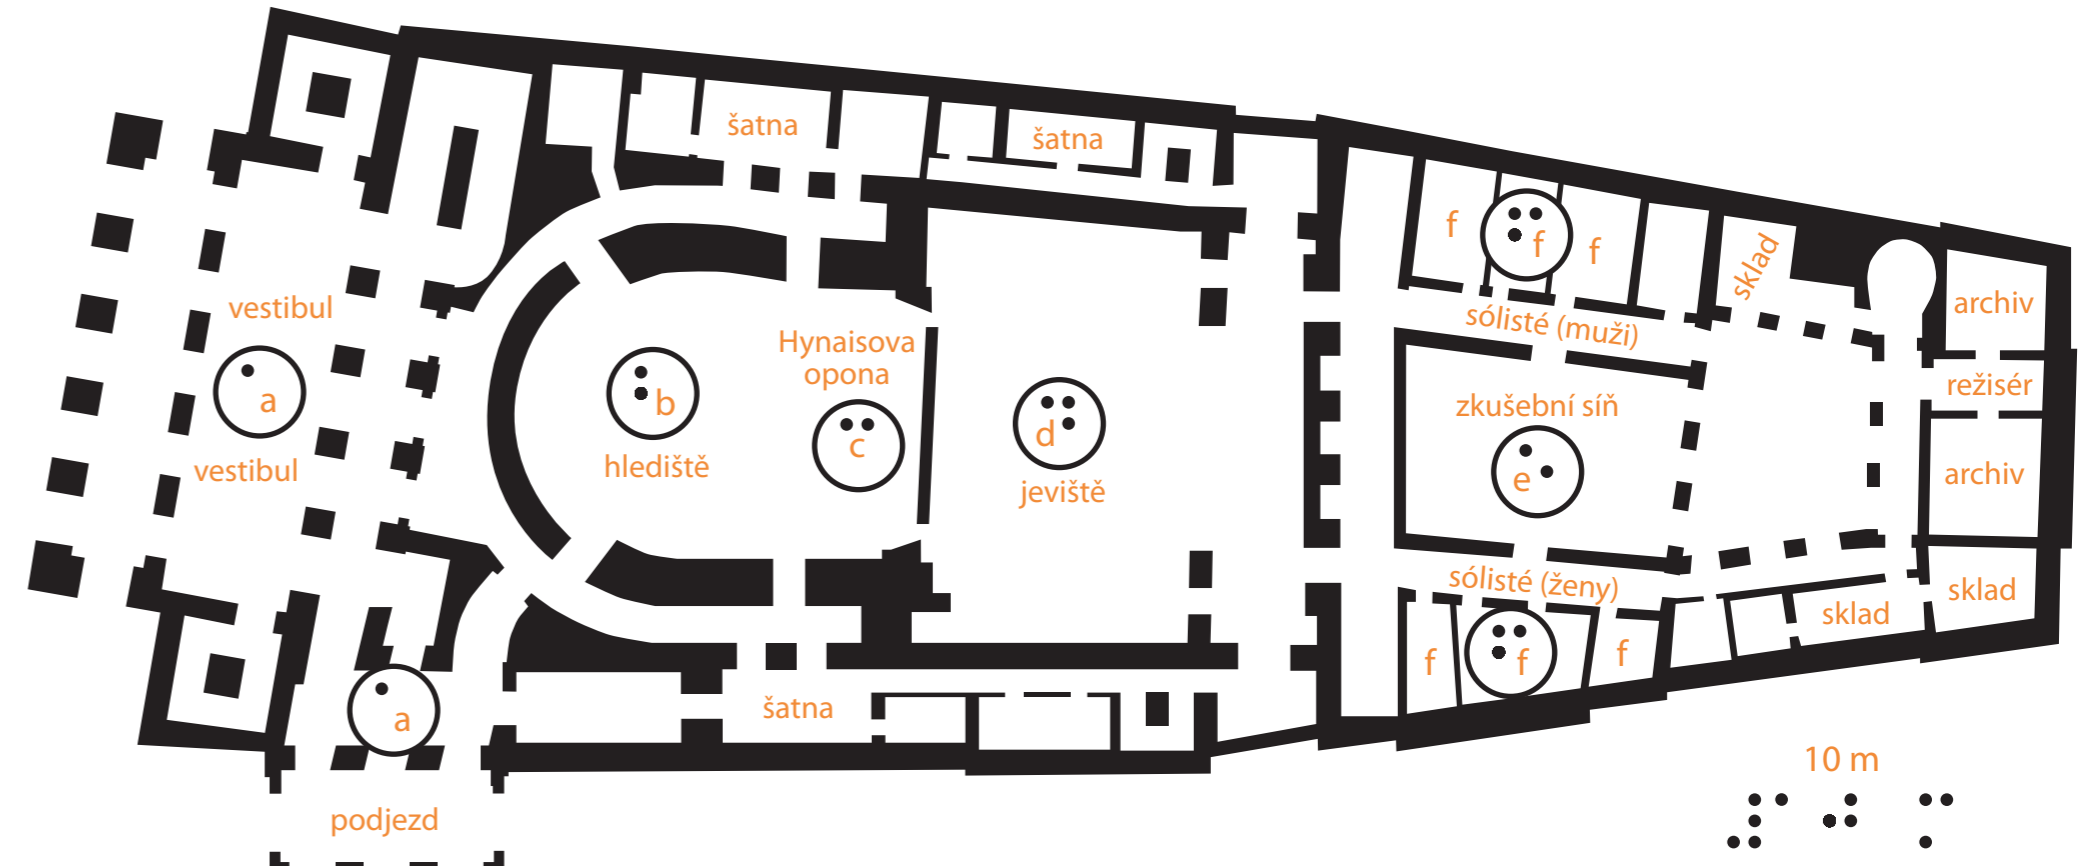 šatna
šatna
f
f
f
sklad
vestibul
sólisté (muži)
archiv
Hynaisova
opona
režisér
a
b
c
d
zkušební síň
e
vestibul
hlediště
jeviště
archiv
sólisté (ženy)
sklad
sklad
f
f
f
a
šatna
podjezd
10 m
⠁
⠃
⠉
⠙
⠑
⠋
⠋
⠁
⠼⠚⠍